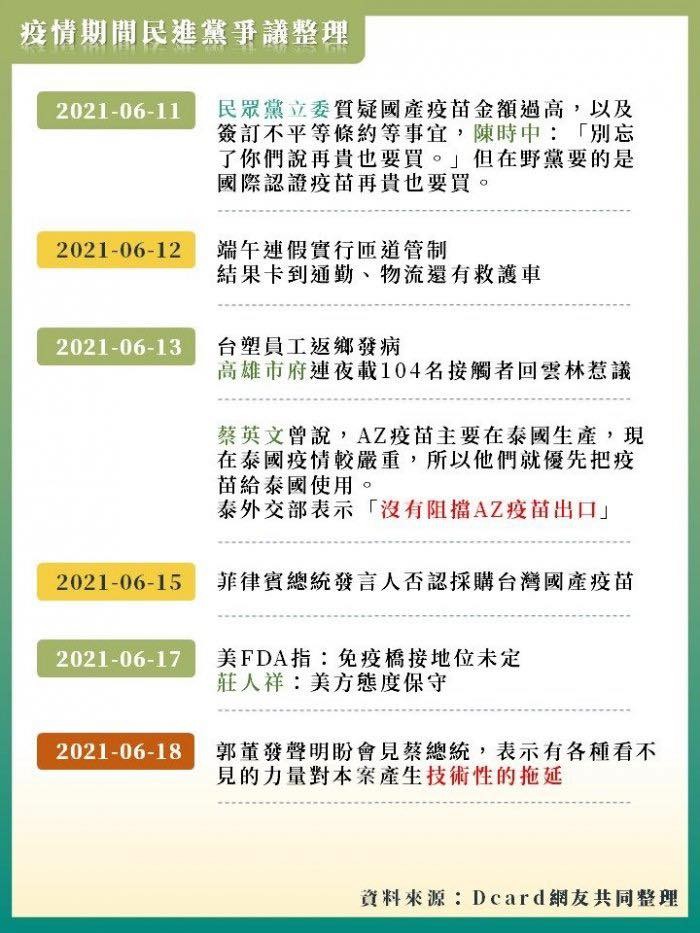 疫情期間民進黨爭議整理
2021-06-11
民眾黨立委質疑國產疫苗金額過高，以及
簽訂不平等條約等事宜，陳時中：「別忘
了你們說再貴也要買。」但在野黨要的是
國際認證疫苗再貴也要買。
2021-06-12
端午連假實行匝道管制
結果卡到通勤、物流還有救護車
2021-06-13
台塑員工返鄉發病
高雄市府連夜載104名接觸者回雲林惹議
蔡英文曾說，AZ疫苗主要在泰國生產，現
在泰國疫情較嚴重，所以他們就優先把疫
苗給泰國使用。
泰外交部表示「沒有阻擋AZ疫苗出口」
2021-06-15
菲律賓總統發言人否認採購台灣國產疫苗
2021-06-17
美FDA指：免疫橋接地位未定
莊人祥：美方態度保守
2021-06-18
郭董發聲明盼會見蔡總統，表示有各種看不
見的力量對本案產生技術性的拖延
資料來源：Dcard網友共同整理